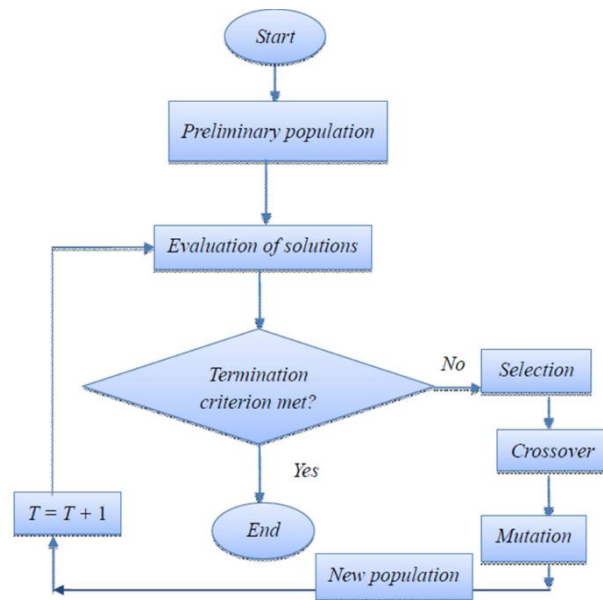 Start
Preliminary population
Evaluation of solutions
Termination
criterion met?
No
Selection
Crossover
Yes
T = T + 1
End
Mutation
New population